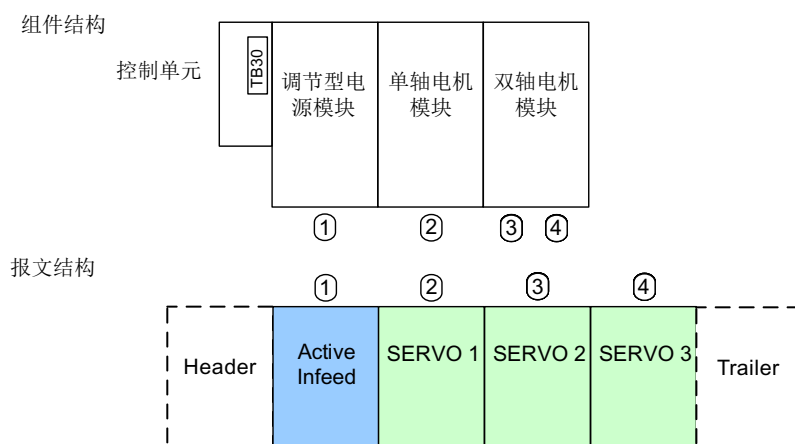 组件结构
控制单元
TB30
调节型电
源模块
单轴电机
模块
双轴电机
模块
1
2
3
4
报文结构
1
2
3
4
Header
Active
Infeed
SERVO 1
SERVO 2
SERVO 3
Trailer